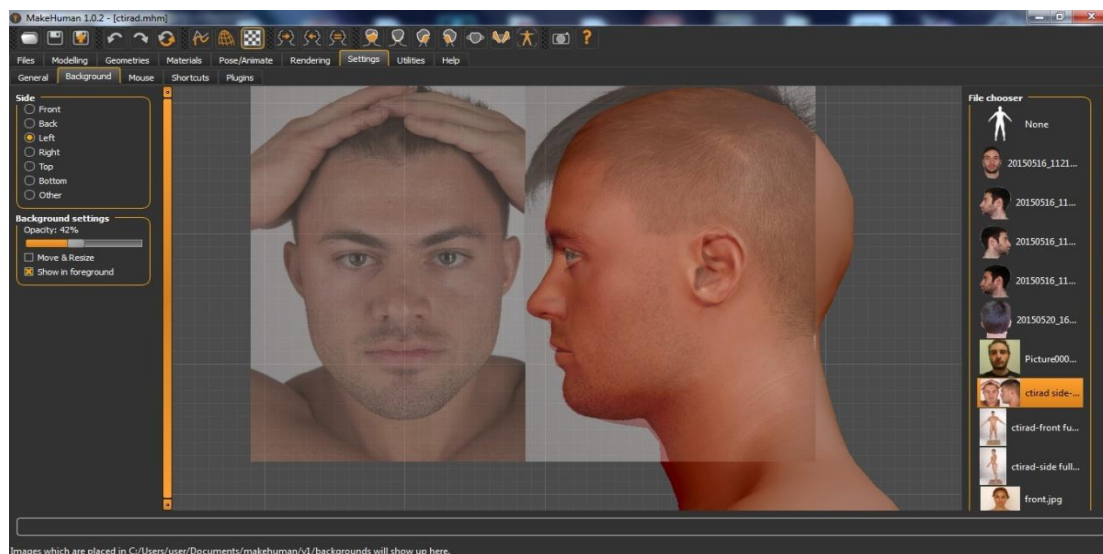 MakeHuman 1.0.2 - [ctirad.mhm]
Files Modelling Geometries Materials Pose/Animate Rendering Settings Utilities Help
General Background Mouse Shortcuts Plugins
Side
Front
Back
Left
Right
Top
Bottom
Other
Background settings
Opacity: 42%
Move & Resize
Show in foreground
File chooser
None
20150516_1121...
20150516_11...
20150516_11...
20150516_11...
20150520_16...
Picture000...
ctirad side-...
ctirad-front fu...
ctirad-side full...
front.jpg
Images which are placed in C:/Users/user/Documents/makehuman/v1/backgrounds will show up here.